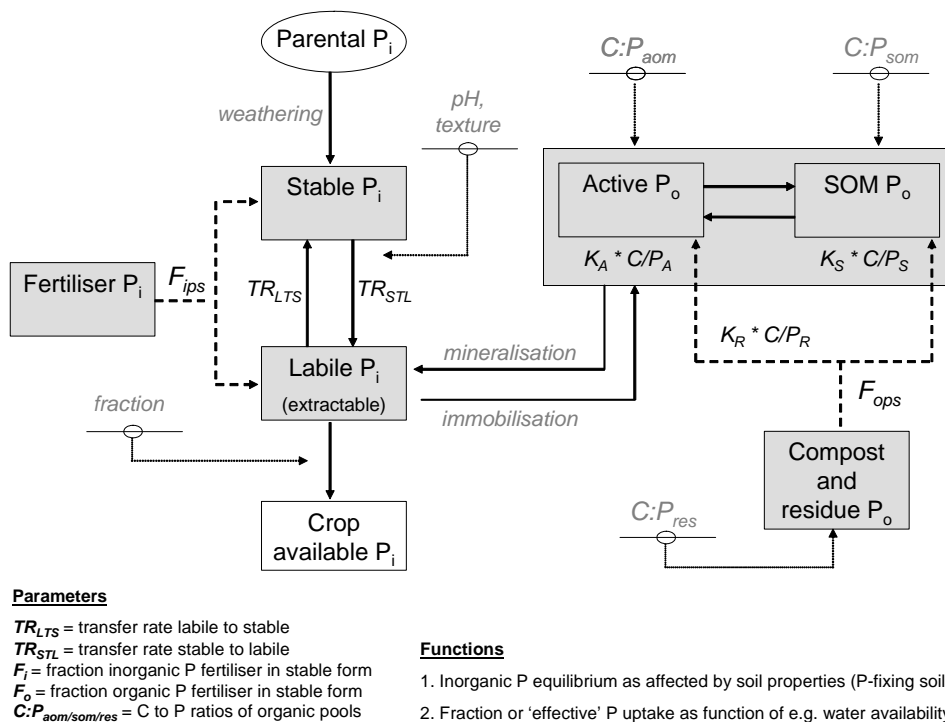 Parental Pi
C:Paom
C:Psom
weathering
pH,
texture
Stable Pi
Active Po
SOM Po
KA * C/PA
KS * C/PS
Fertiliser Pi
Fips
TRLTS
TRSTL
KR * C/PR
mineralisation
Labile Pi
(extractable)
immobilisation
fraction
Fops
Compost
and
residue Po
Crop
available Pi
C:Pres
Parameters
TRLTS = transfer rate labile to stable
TRSTL = transfer rate stable to labile
Fi = fraction inorganic P fertiliser in stable form
Fo = fraction organic P fertiliser in stable form
C:Paom/som/res = C to P ratios of organic pools
Functions
1. Inorganic P equilibrium as affected by soil properties (P-fixing soil
2. Fraction or ‘effective’ P uptake as function of e.g. water availability